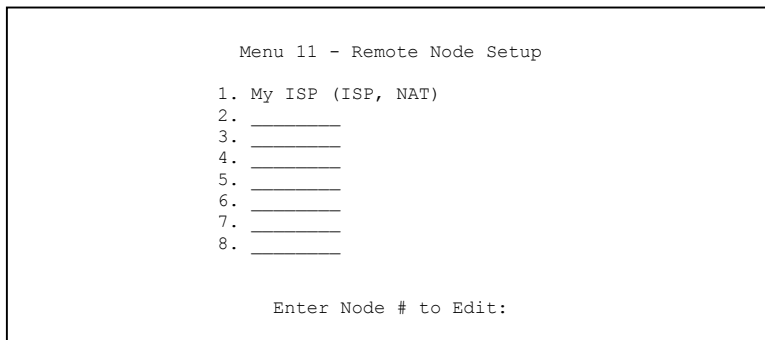 Menu 11 - Remote Node Setup
1. My ISP (ISP, NAT)
2. ________
3. ________
4. ________
5. ________
6. ________
7. ________
8. ________
Enter Node # to Edit: